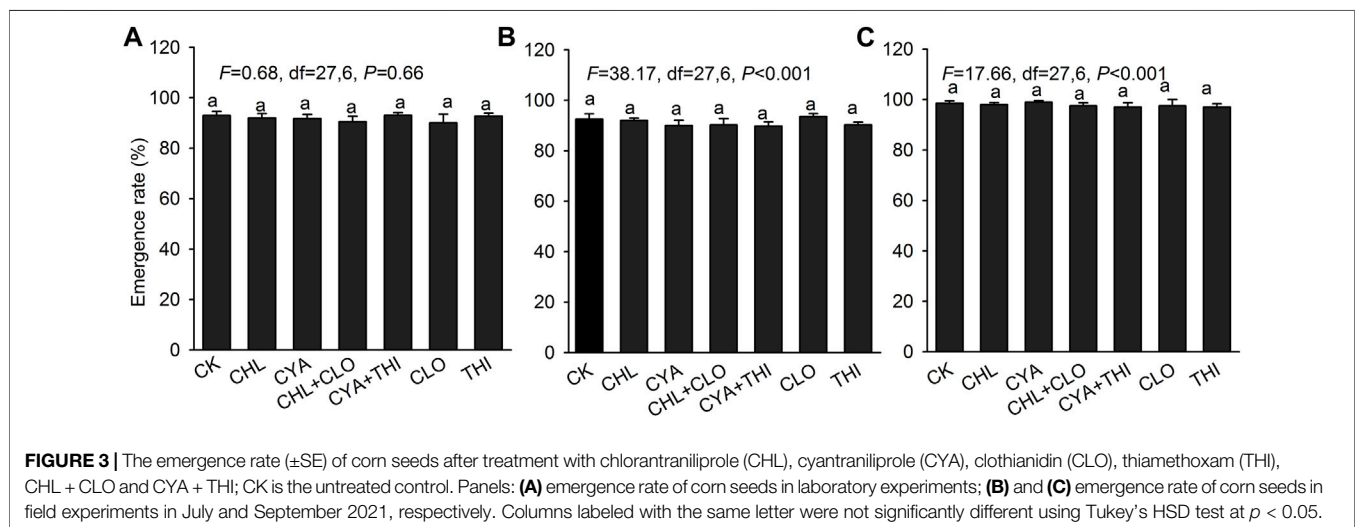 A
B
C
120
100
80
60
40
20
0
Emergence rate (%)
F=0.68, df=27,6, P=0.66
a a a a a a a
CK CHL CYA CHL+CLO CYA+THI CLO THI
120
100
80
60
40
20
0
F=38.17, df=27,6, P<0.001
a a a a a a a
CK CHL CYA CHL+CLO CYA+THI CLO THI
120
100
80
60
40
20
0
F=17.66, df=27,6, P<0.001
a a a a a a a
CK CHL CYA CHL+CLO CYA+THI CLO THI
FIGURE 3 | The emergence rate (±SE) of corn seeds after treatment with chlorantraniliprole (CHL), cyantraniliprole (CYA), clothianidin (CLO), thiamethoxam (THI),
CHL + CLO and CYA + THI; CK is the untreated control. Panels: (A) emergence rate of corn seeds in laboratory experiments; (B) and (C) emergence rate of corn seeds in
field experiments in July and September 2021, respectively. Columns labeled with the same letter were not significantly different using Tukey's HSD test at p < 0.05.